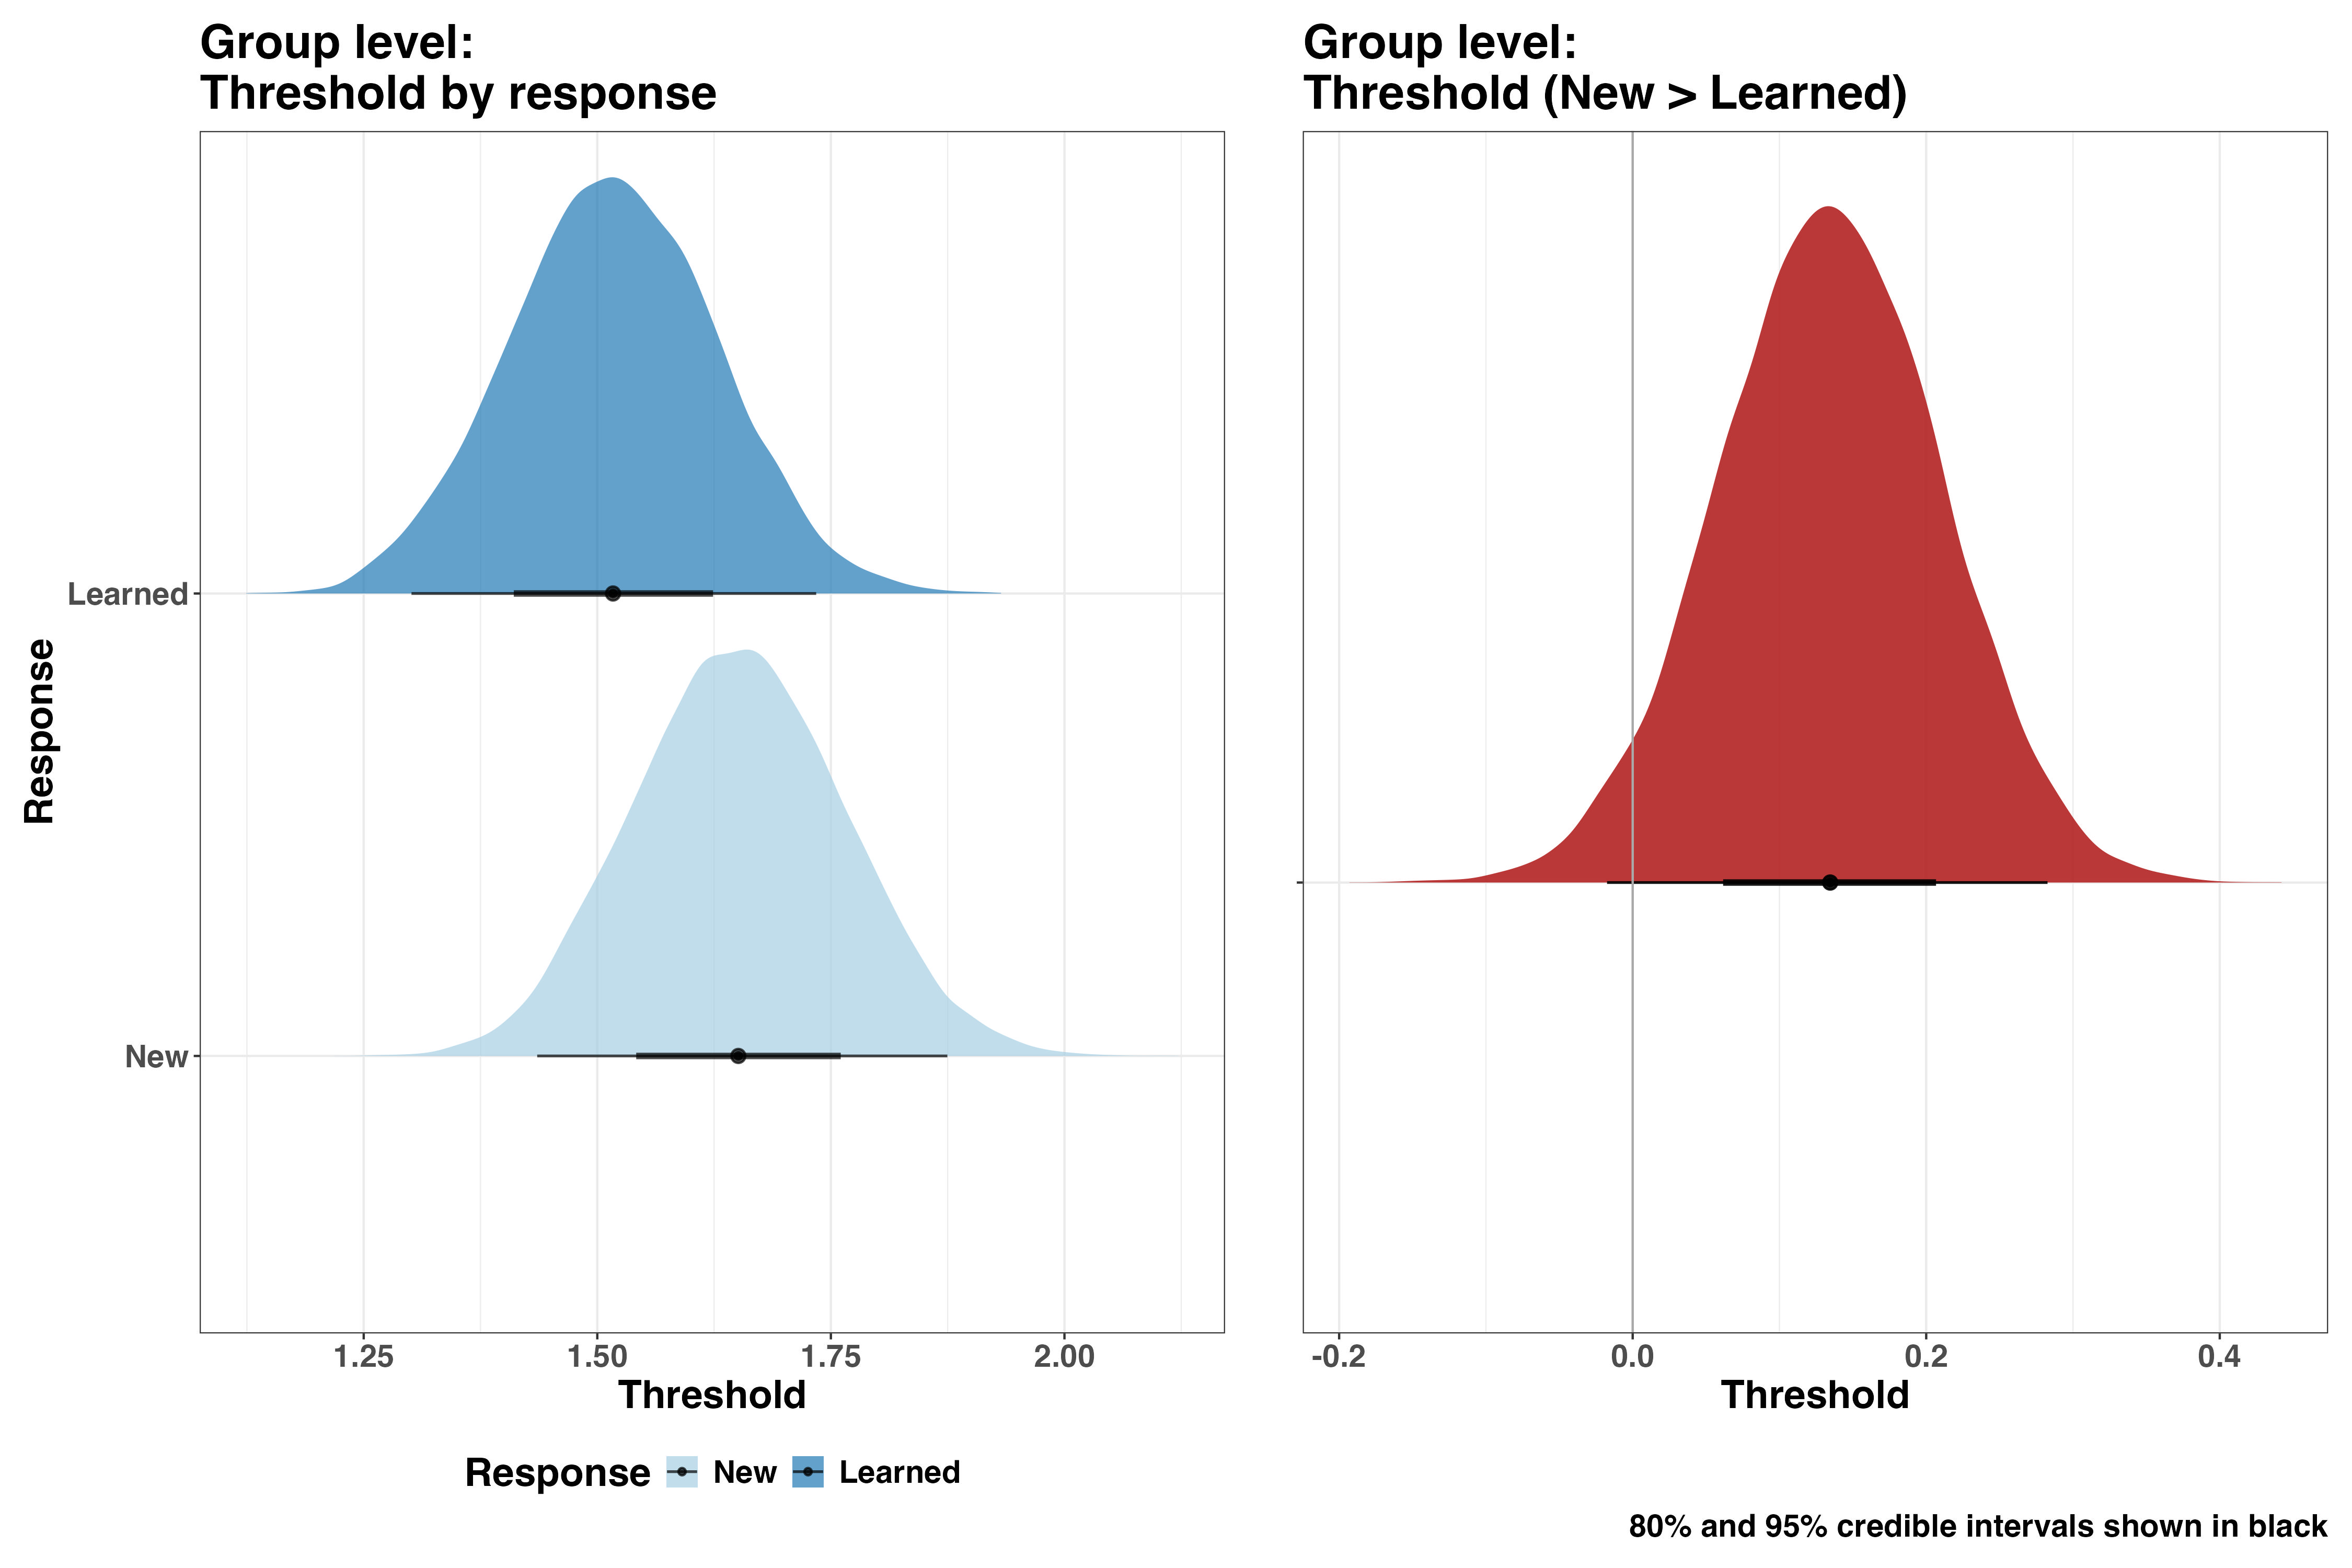 Group level:
Threshold by response
Learned
New
Response
1.25 1.50 1.75 2.00
Threshold
Response New Learned
Group level:
Threshold (New > Learned)
-0.2 0.0 0.2 0.4
Threshold
80% and 95% credible intervals shown in black